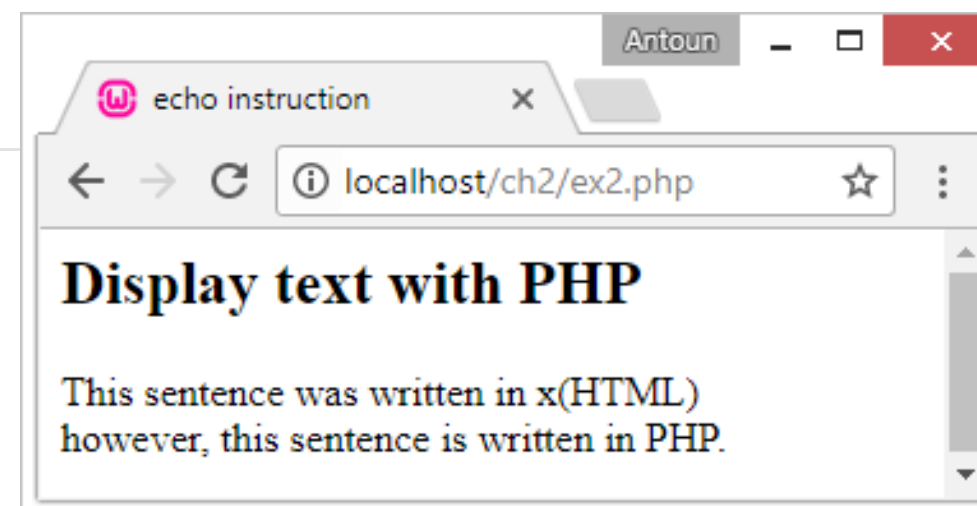 Antoun
echo instruction
localhost/ch2/ex2.php
Display text with PHP
This sentence was written in x(HTML)
however, this sentence is written in PHP.